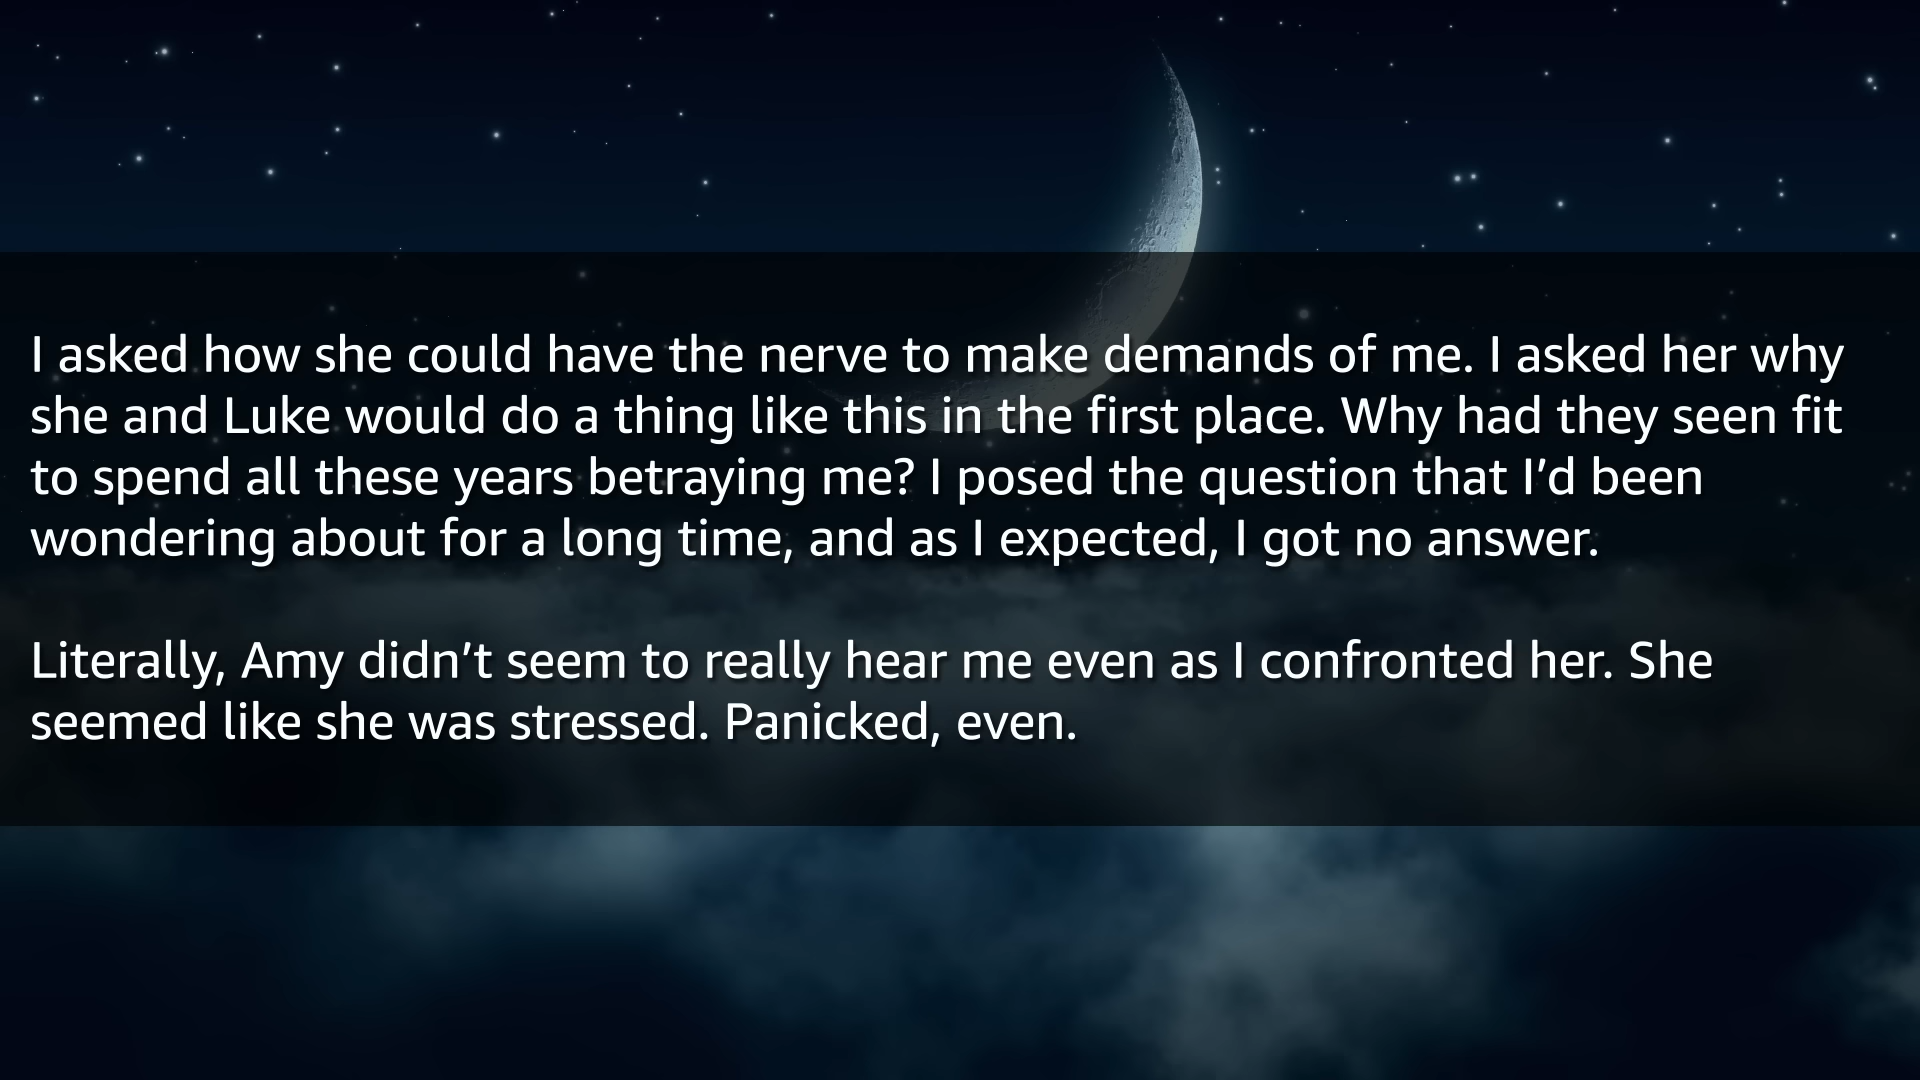 I asked how she could have the nerve to make demands of me. I asked her why
she and Luke would do a thing like this in the first place. Why had they seen fit
to spend all these years betraying me? I posed the question that I’d been
wondering about for a long time, and as I expected, I got no answer.
Literally, Amy didn’t seem to really hear me even as I confronted her. She
seemed like she was stressed. Panicked, even.